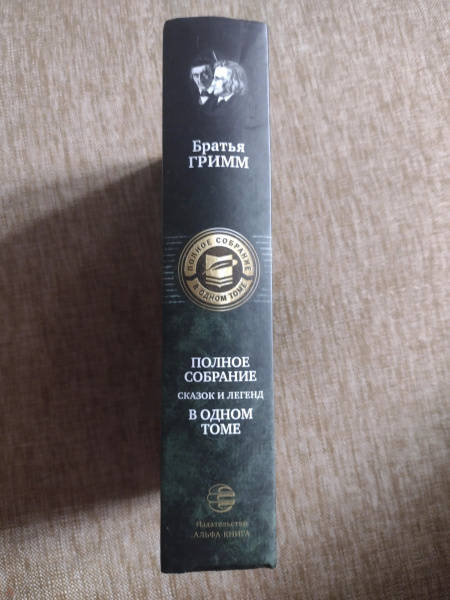 Братья
ГРИММ
ПОЛНОЕ СОБРАНИЕ
В ОДНОМ ТОМЕ
ПОЛНОЕ
СОБРАНИЕ
СКАЗОК И ЛЕГЕНД
В ОДНОМ
ТОМЕ
Издательство
АЛЬФА-КНИГА